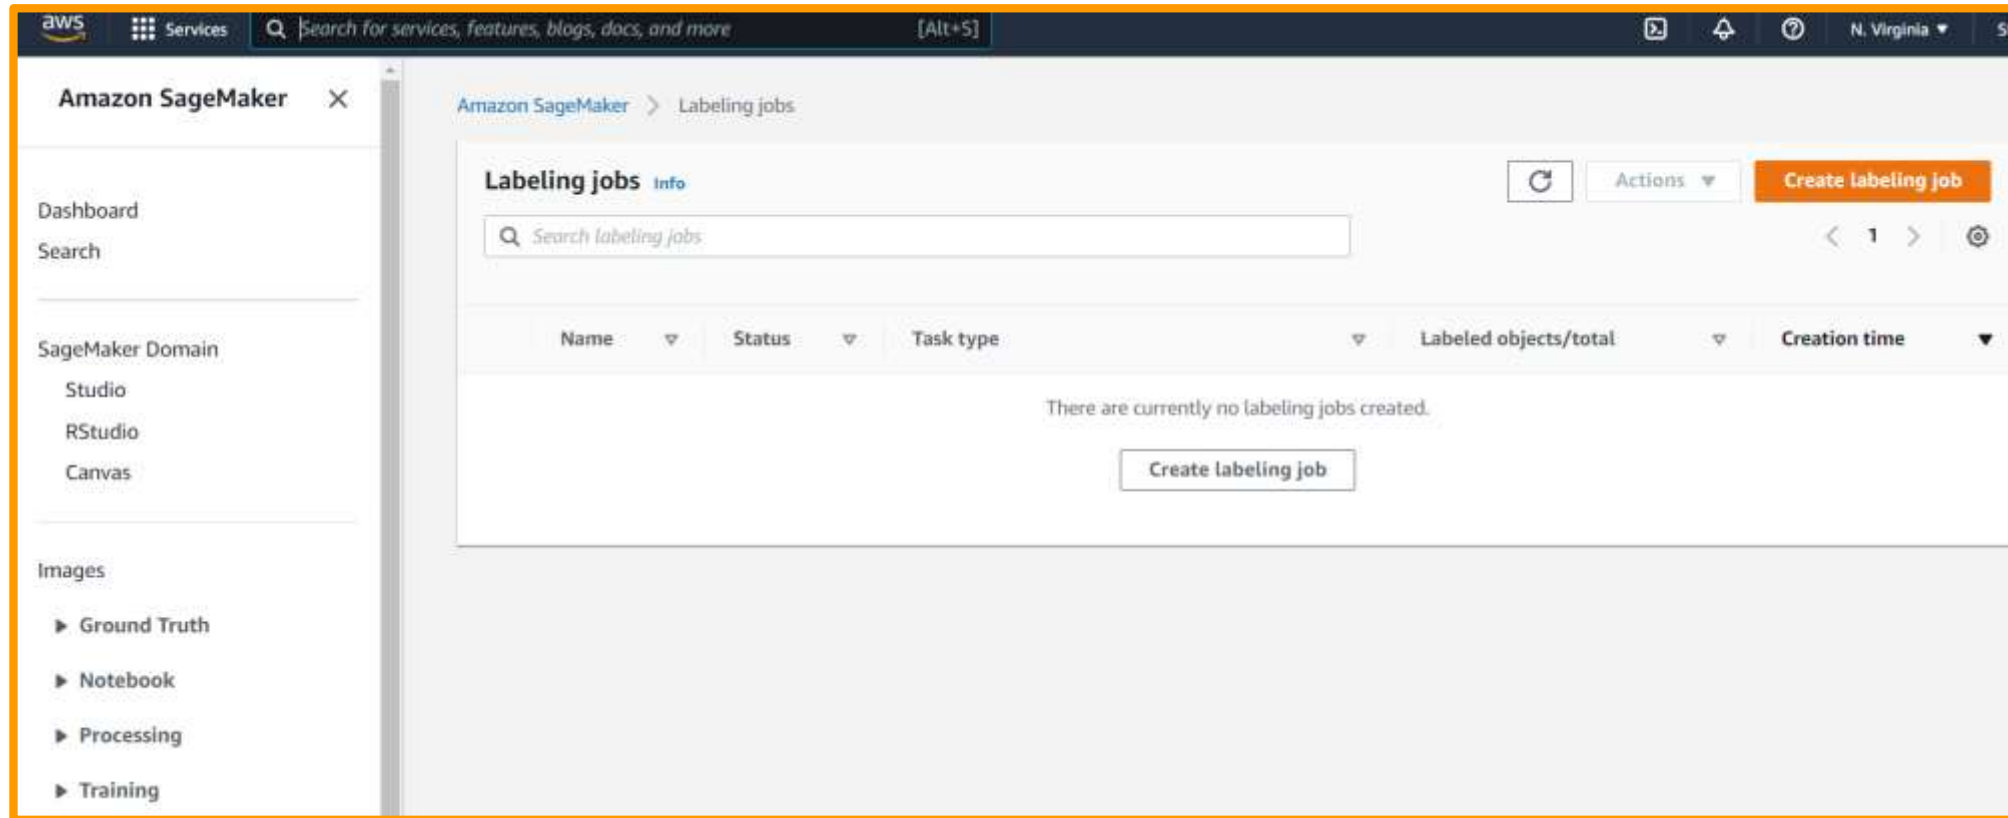 aws Services Search for services, features, blogs, docs, and more [Alt+S] N. Virginia
Amazon SageMaker
Dashboard
Search
SageMaker Domain
Studio
RStudio
Canvas
Images
Ground Truth
Notebook
Processing
Training
Amazon SageMaker > Labeling jobs
Labeling jobs Info Actions Create labeling job
Search labeling jobs < 1 >
Name Status Task type Labeled objects/total Creation time
There are currently no labeling jobs created.
Create labeling job